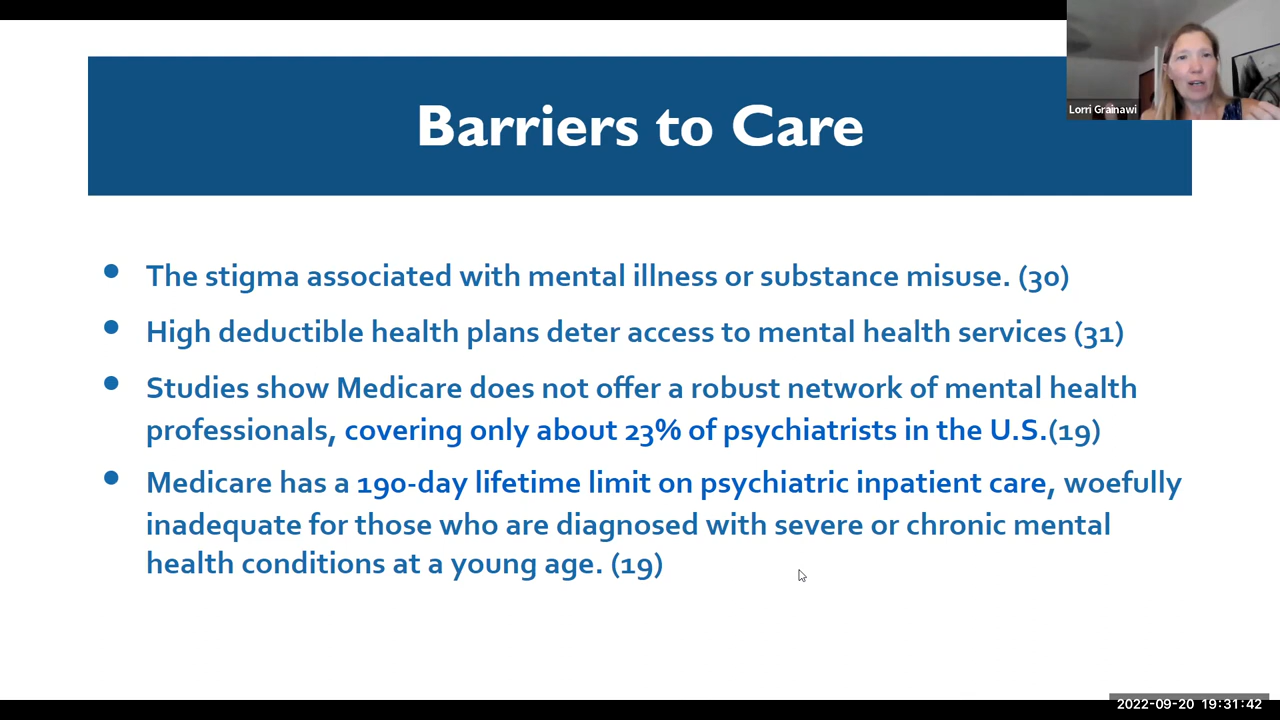 Barriers to Care
Lorri Grainawi
• The stigma associated with mental illness or substance misuse. (30)
• High deductible health plans deter access to mental health services (31)
• Studies show Medicare does not offer a robust network of mental health
professionals, covering only about 23% of psychiatrists in the U.S.(19)
• Medicare has a 190-day lifetime limit on psychiatric inpatient care, woefully
inadequate for those who are diagnosed with severe or chronic mental
health conditions at a young age. (19)
2022-09-20 19:31:42